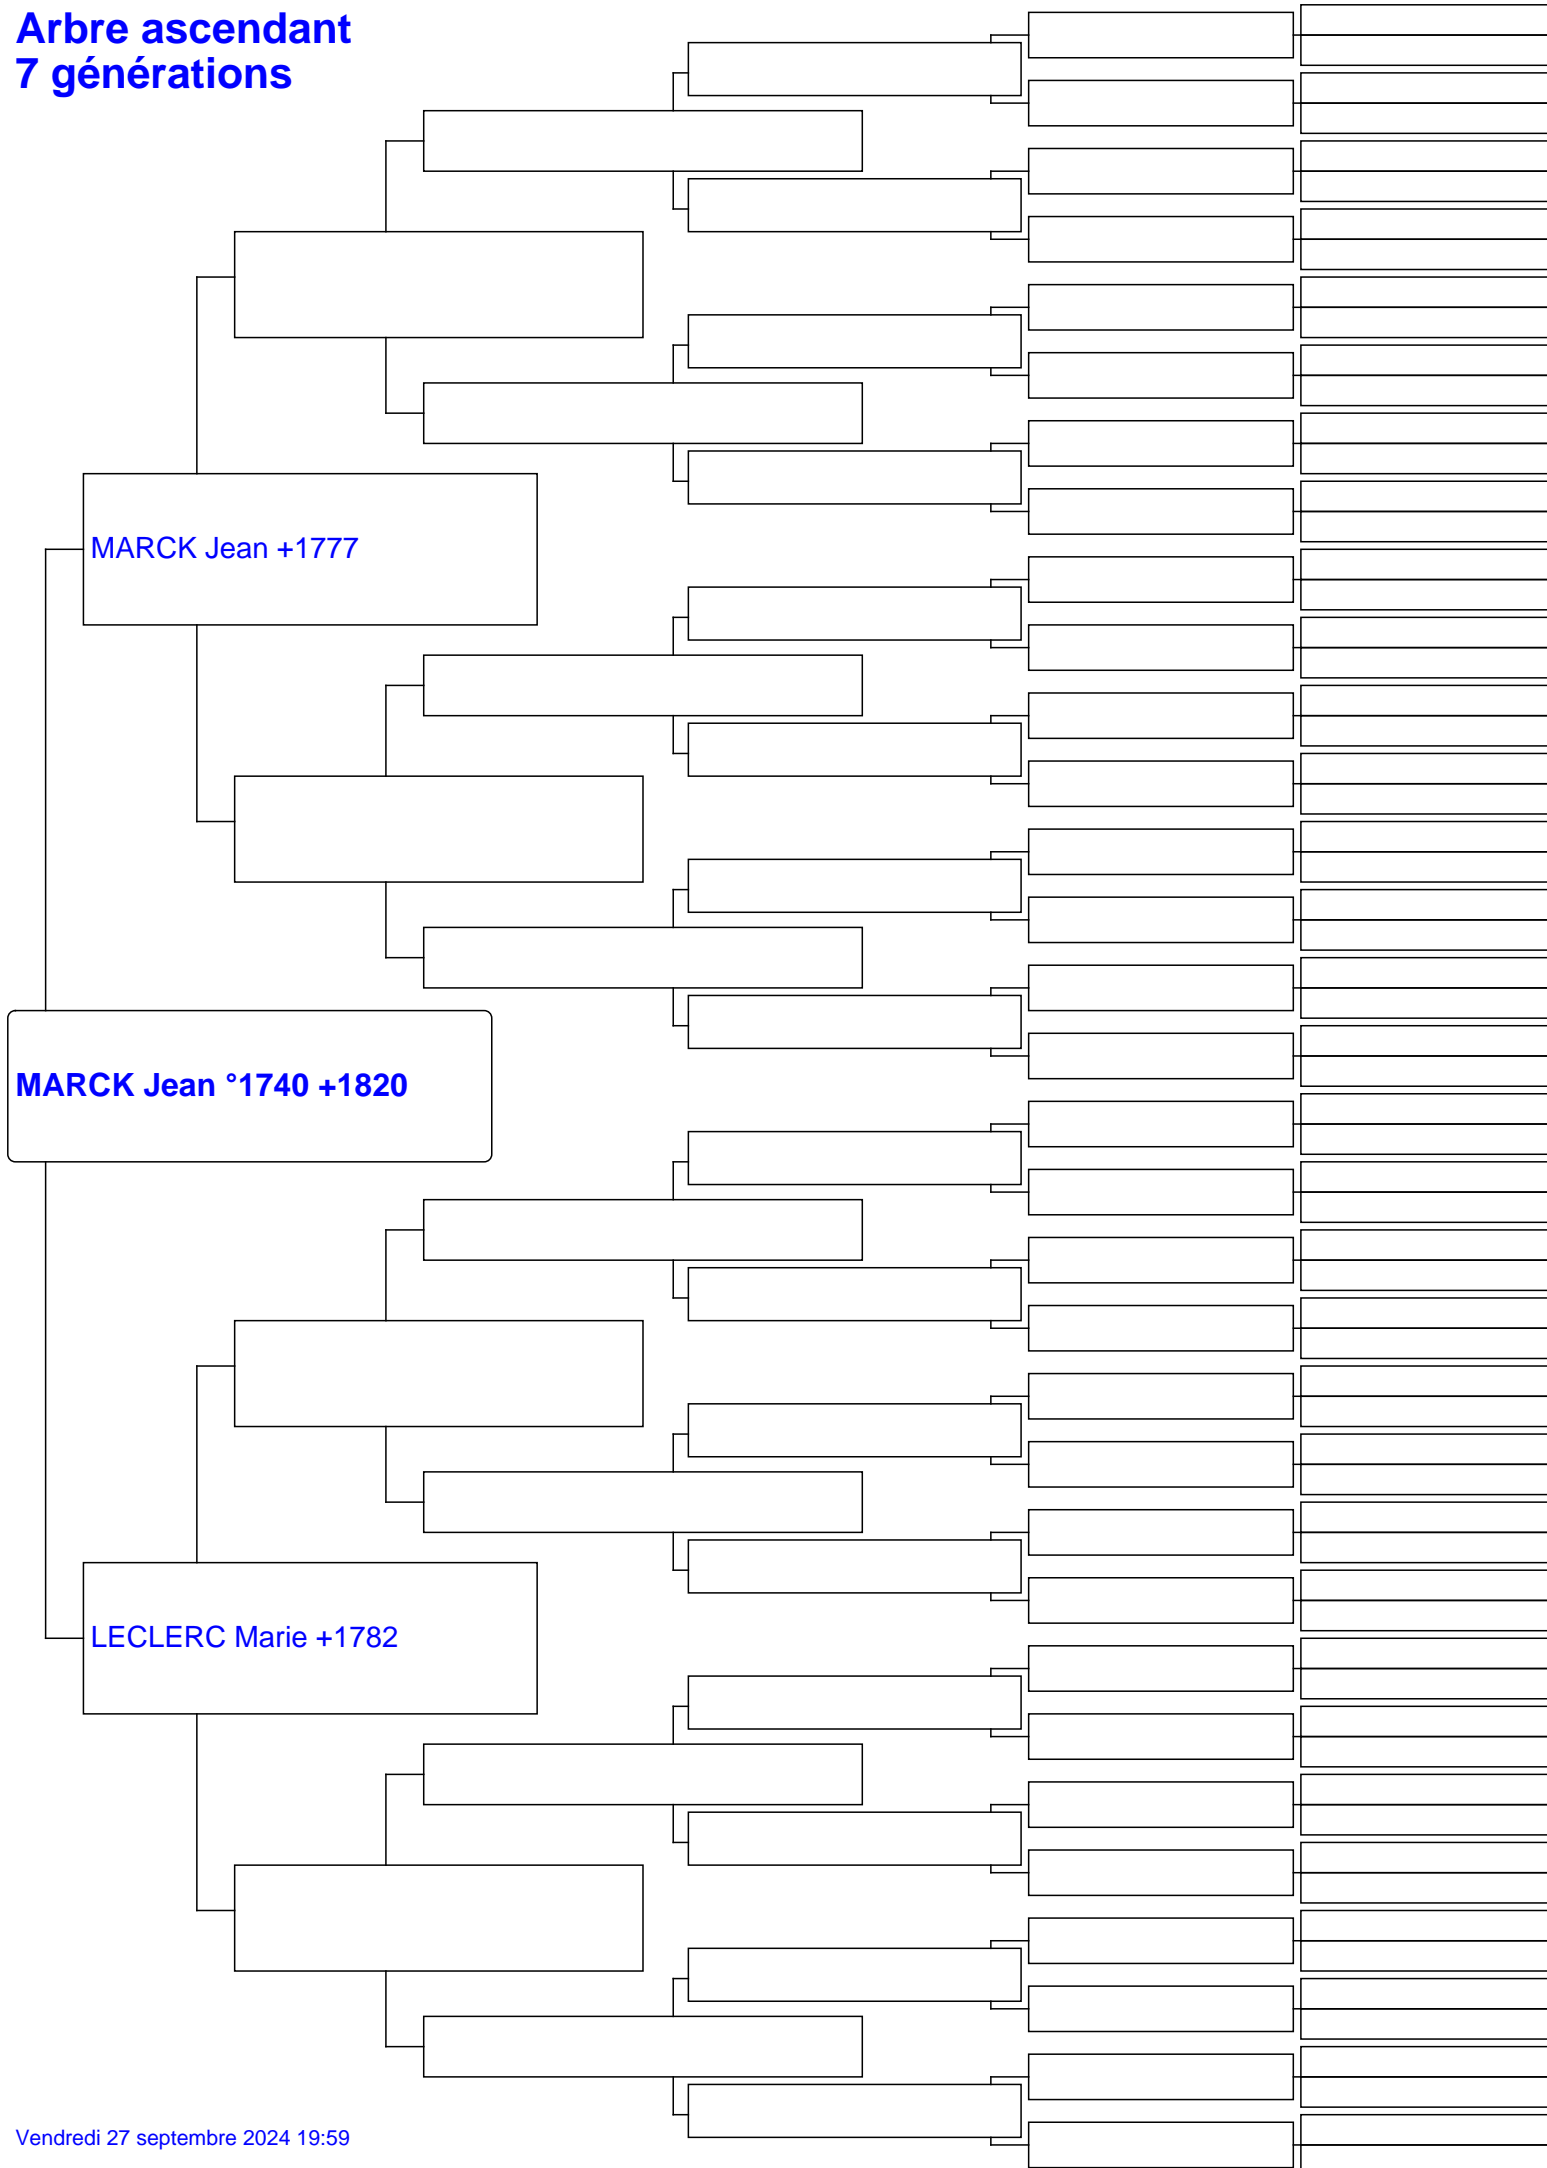 Arbre ascendant
7 générations
MARCK Jean +1777
MARCK Jean °1740 +1820
LECLERC Marie +1782
Vendredi 27 septembre 2024 19:59